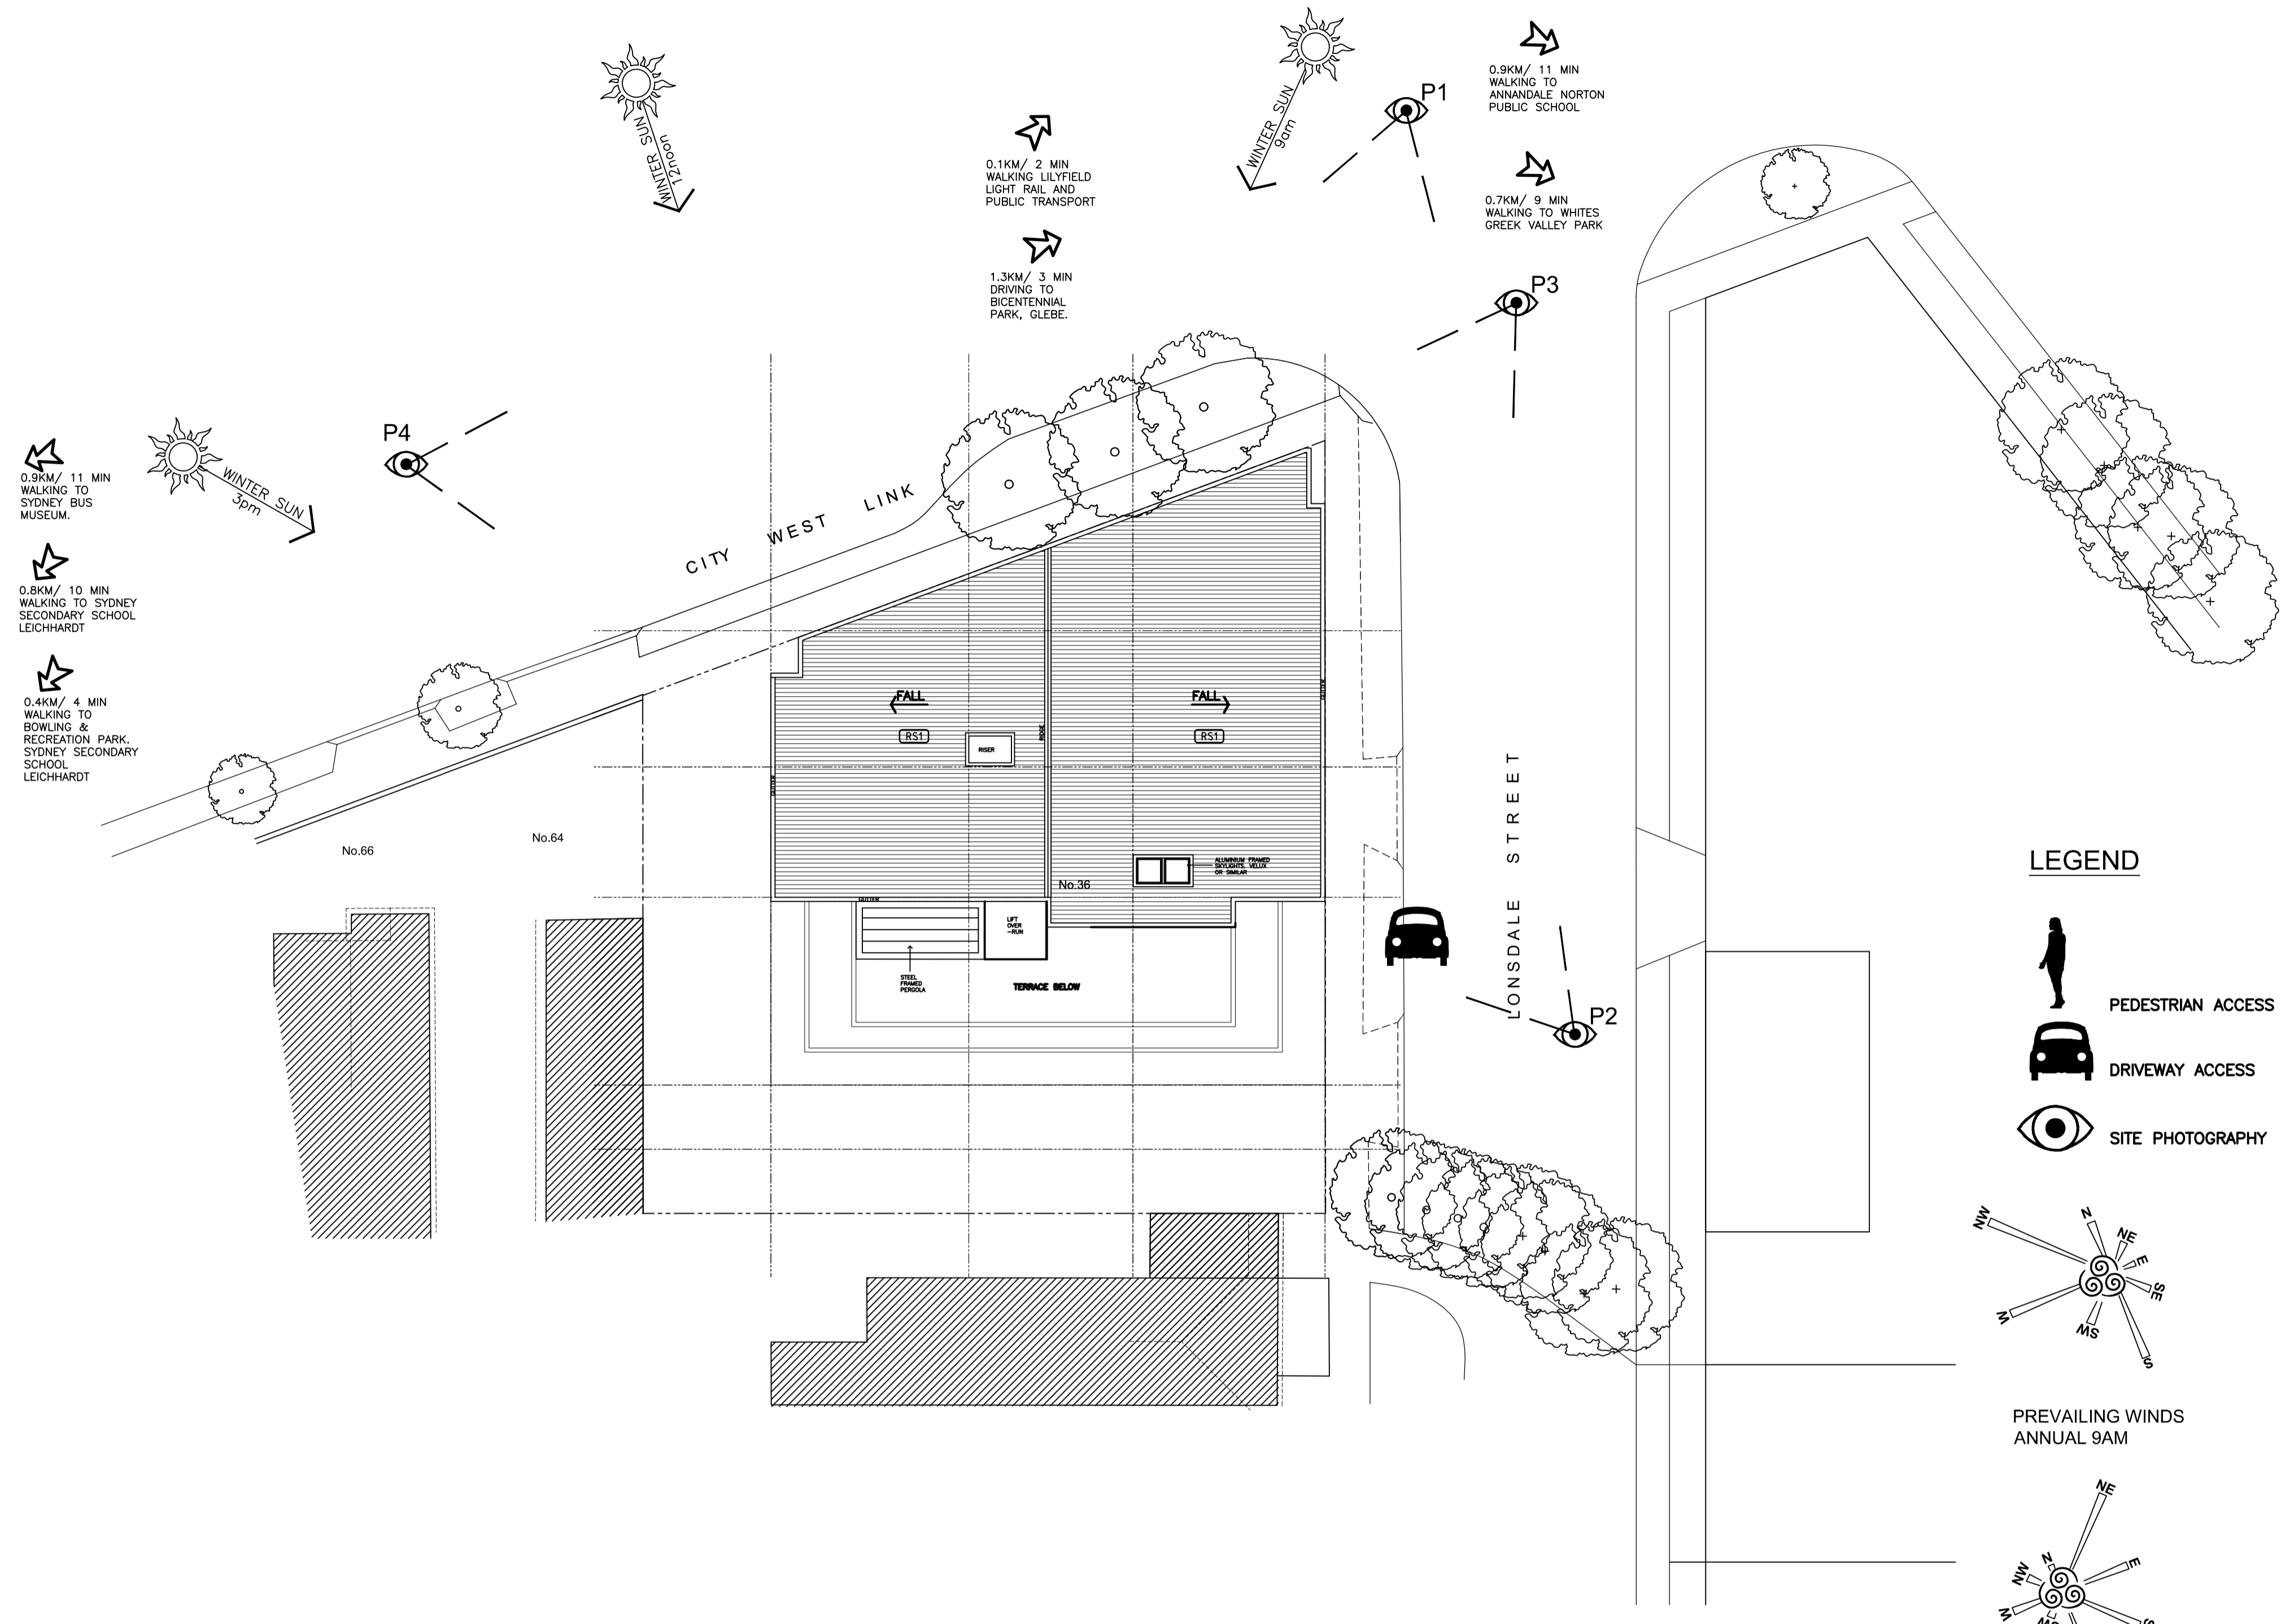 WINTER SUN
12noon
WINTER SUN
9am
P1
0.9KM/ 11 MIN
WALKING TO
ANNANDALE NORTON
PUBLIC SCHOOL
0.1KM/ 2 MIN
WALKING LILYFIELD
LIGHT RAIL AND
PUBLIC TRANSPORT
0.7KM/ 9 MIN
WALKING TO WHITES
GREEK VALLEY PARK
1.3KM/ 3 MIN
DRIVING TO
BICENTENNIAL
PARK, GLEBE.
P3
P4
WINTER SUN
3pm
0.9KM/ 11 MIN
WALKING TO
SYDNEY BUS
MUSEUM.
0.8KM/ 10 MIN
WALKING TO SYDNEY
SECONDARY SCHOOL
LEICHHARDT
0.4KM/ 4 MIN
WALKING TO
BOWLING &
RECREATION PARK.
SYDNEY SECONDARY
SCHOOL
LEICHHARDT
CITY WEST LINK
FALL
RS1
RISER
RIDGE
GUTTER
FALL
RS1
GUTTER
No.66
No.64
No.36
ALUMINIUM FRAMED
SKYLIGHTS. VELUX
OR SIMILAR
GUTTER
LIFT
OVER
-RUN
STEEL
FRAMED
PERGOLA
TERRACE BELOW
LONSDALE STREET
P2
LEGEND
PEDESTRIAN ACCESS
DRIVEWAY ACCESS
SITE PHOTOGRAPHY
NW
N
NE
E
SE
S
SW
W
PREVAILING WINDS
ANNUAL 9AM
NE
N
E
NW
W